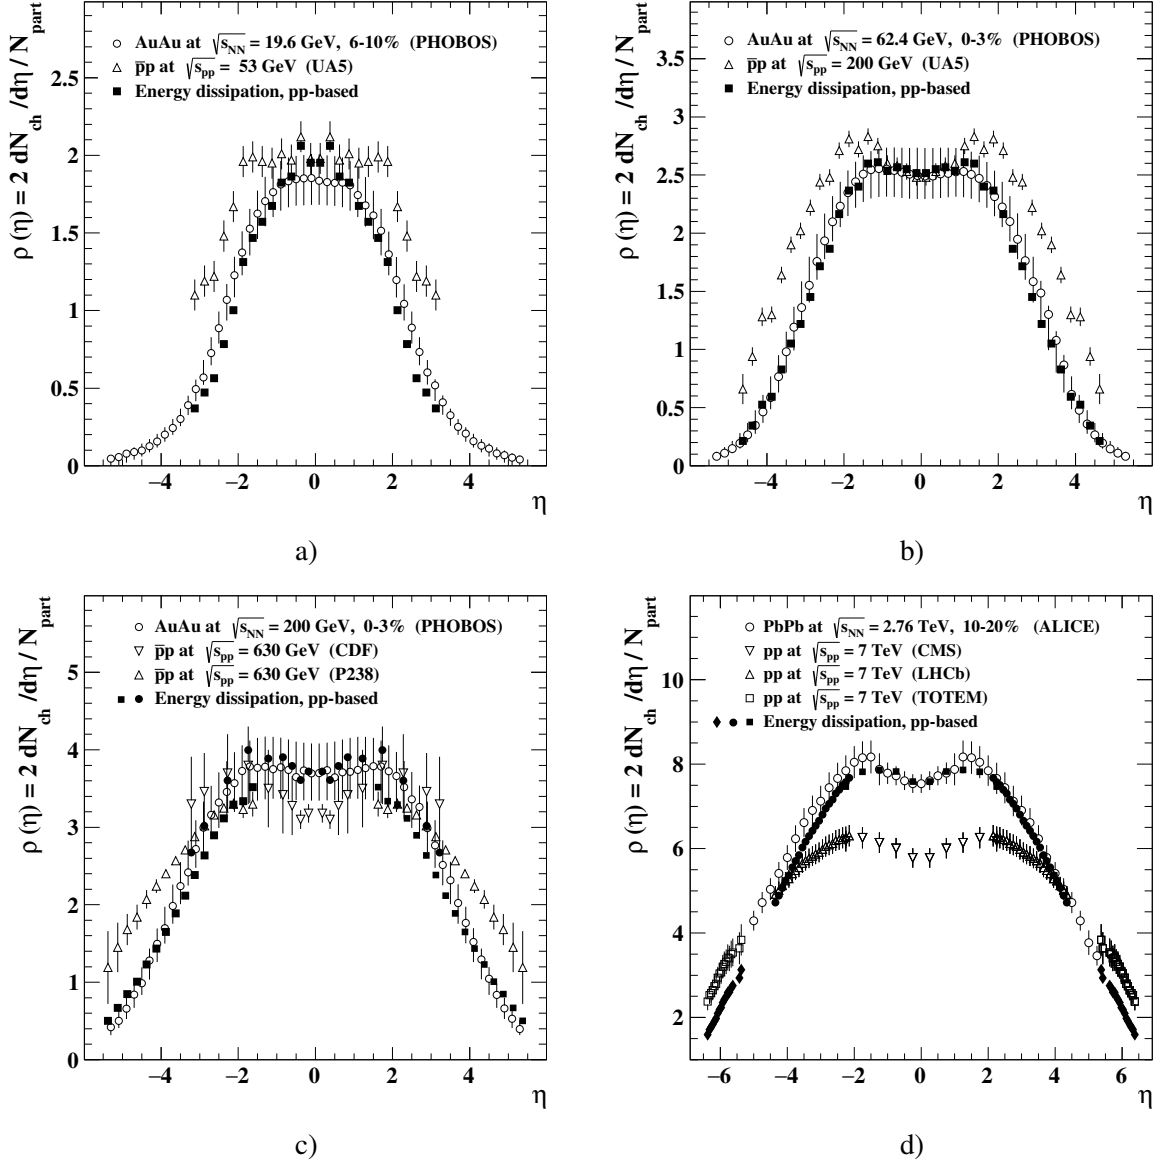 ρ (η) = 2 dN_ch /dη / N_part
AuAu at √s_NN = 19.6 GeV, 6-10% (PHOBOS)
p̅p at √s_pp = 53 GeV (UA5)
Energy dissipation, pp-based
2.5
2
1.5
1
0.5
0
−4 −2 0 2 4
η
a)
ρ (η) = 2 dN_ch /dη / N_part
AuAu at √s_NN = 62.4 GeV, 0-3% (PHOBOS)
p̅p at √s_pp = 200 GeV (UA5)
Energy dissipation, pp-based
3.5
3
2.5
2
1.5
1
0.5
0
−4 −2 0 2 4
η
b)
ρ (η) = 2 dN_ch /dη / N_part
AuAu at √s_NN = 200 GeV, 0-3% (PHOBOS)
p̅p at √s_pp = 630 GeV (CDF)
p̅p at √s_pp = 630 GeV (P238)
Energy dissipation, pp-based
5
4
3
2
1
0
−4 −2 0 2 4
η
c)
ρ (η) = 2 dN_ch /dη / N_part
PbPb at √s_NN = 2.76 TeV, 10-20% (ALICE)
pp at √s_pp = 7 TeV (CMS)
pp at √s_pp = 7 TeV (LHCb)
pp at √s_pp = 7 TeV (TOTEM)
Energy dissipation, pp-based
10
8
6
4
2
−6 −4 −2 0 2 4 6
η
d)